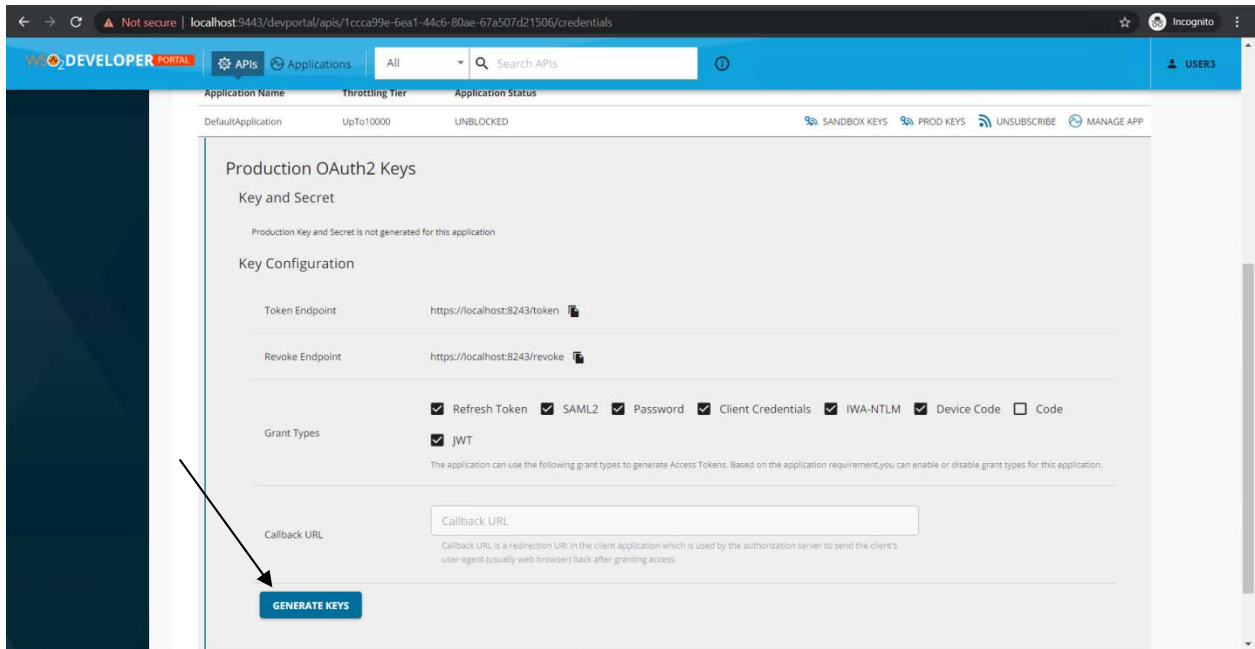 Not secure | localhost:9443/devportal/apis/1ccca99e-6ea1-44c6-80ae-67a507d21506/credentials Incognito
WSO2 DEVELOPER PORTAL APIs Applications All Search APIs USER3
Application Name Throttling Tier Application Status
DefaultApplication UpTo10000 UNBLOCKED SANDBOX KEYS PROD KEYS UNSUBSCRIBE MANAGE APP
Production OAuth2 Keys
Key and Secret
Production Key and Secret is not generated for this application
Key Configuration
Token Endpoint https://localhost:8243/token
Revoke Endpoint https://localhost:8243/revoke
Refresh Token SAML2 Password Client Credentials IWA-NTLM Device Code Code
Grant Types
JWT
The application can use the following grant types to generate Access Tokens. Based on the application requirement,you can enable or disable grant types for this application.
Callback URL
Callback URL
Callback URL is a redirection URI in the client application which is used by the authorization server to send the client's
user-agent (usually web browser) back after granting access.
GENERATE KEYS